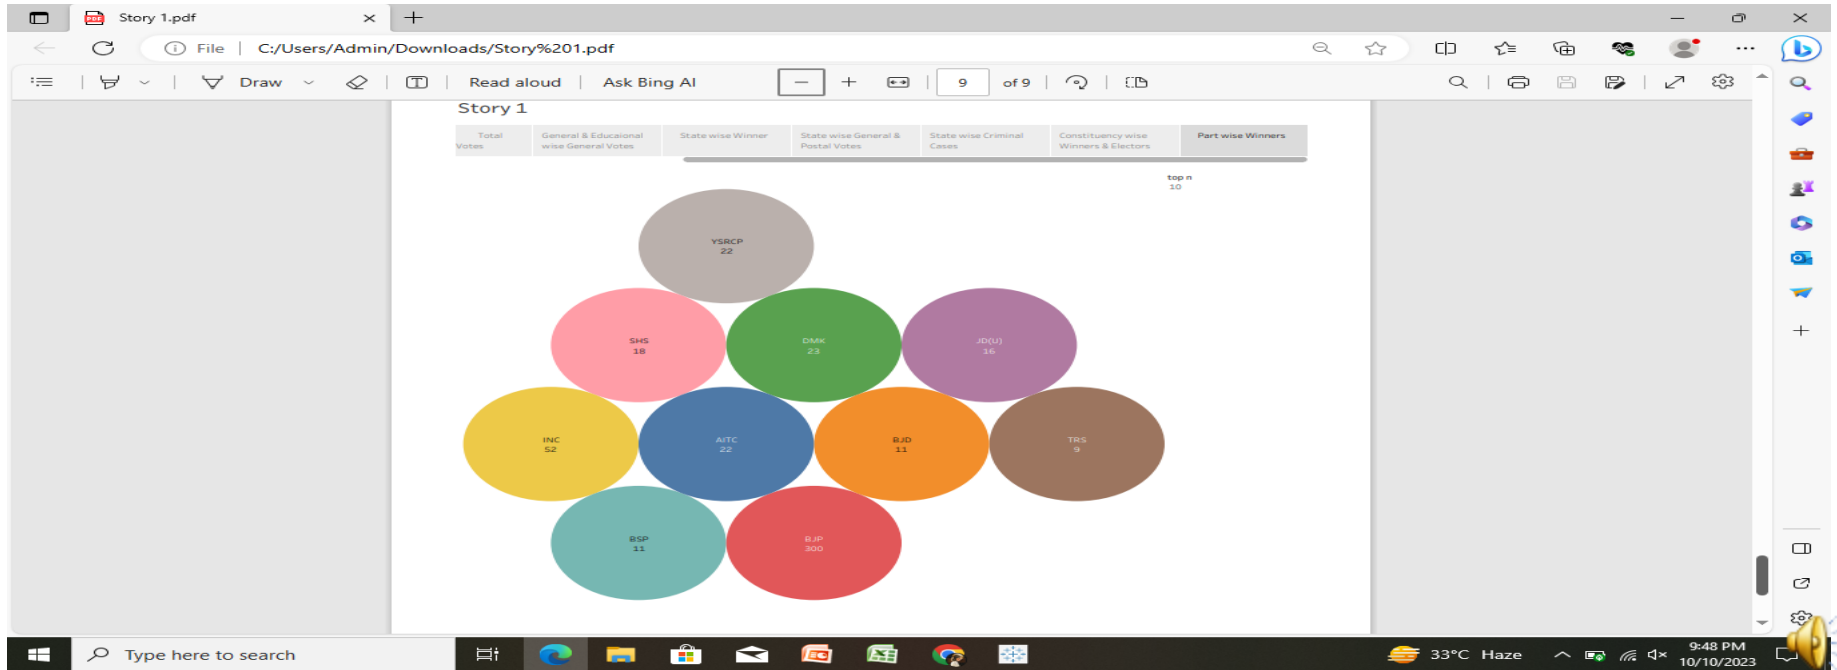 Story 1.pdf
File
C:/Users/Admin/Downloads/Story%201.pdf
Draw
Read aloud
Ask Bing AI
9
of 9
Story 1
Total
Votes
General & Educaional
wise General Votes
State wise Winner
State wise General &
Postal Votes
State wise Criminal
Cases
Constituency wise
Winners & Electors
Part wise Winners
top n
10
YSRCP
22
SHS
18
DMK
23
JD(U)
16
INC
52
AITC
22
BJD
11
TRS
9
BSP
11
BJP
300
Type here to search
33°C Haze
9:48 PM
10/10/2023